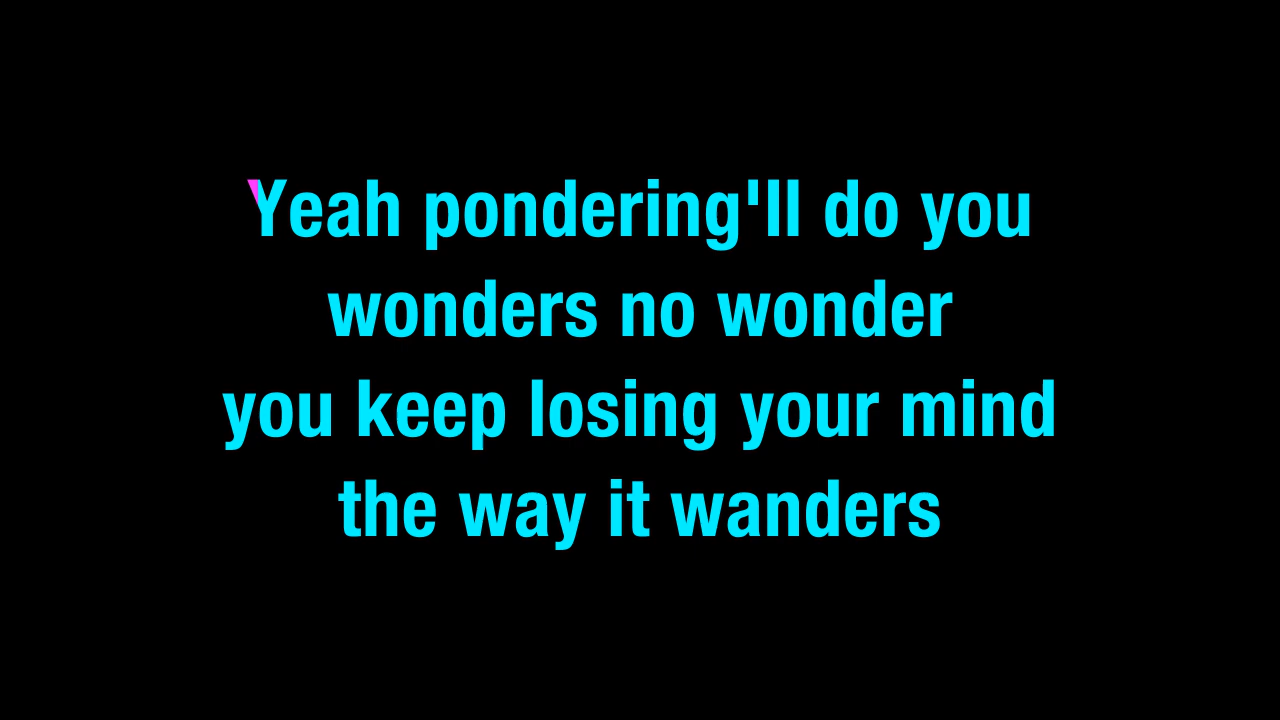 Yeah pondering'll do you
wonders no wonder
you keep losing your mind
the way it wanders